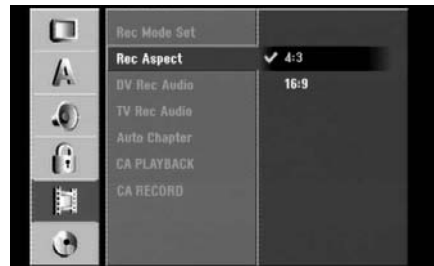 Rec Mode Set
Rec Aspect
✔ 4:3
DV Rec Audio
16:9
TV Rec Audio
Auto Chapter
CA PLAYBACK
CA RECORD